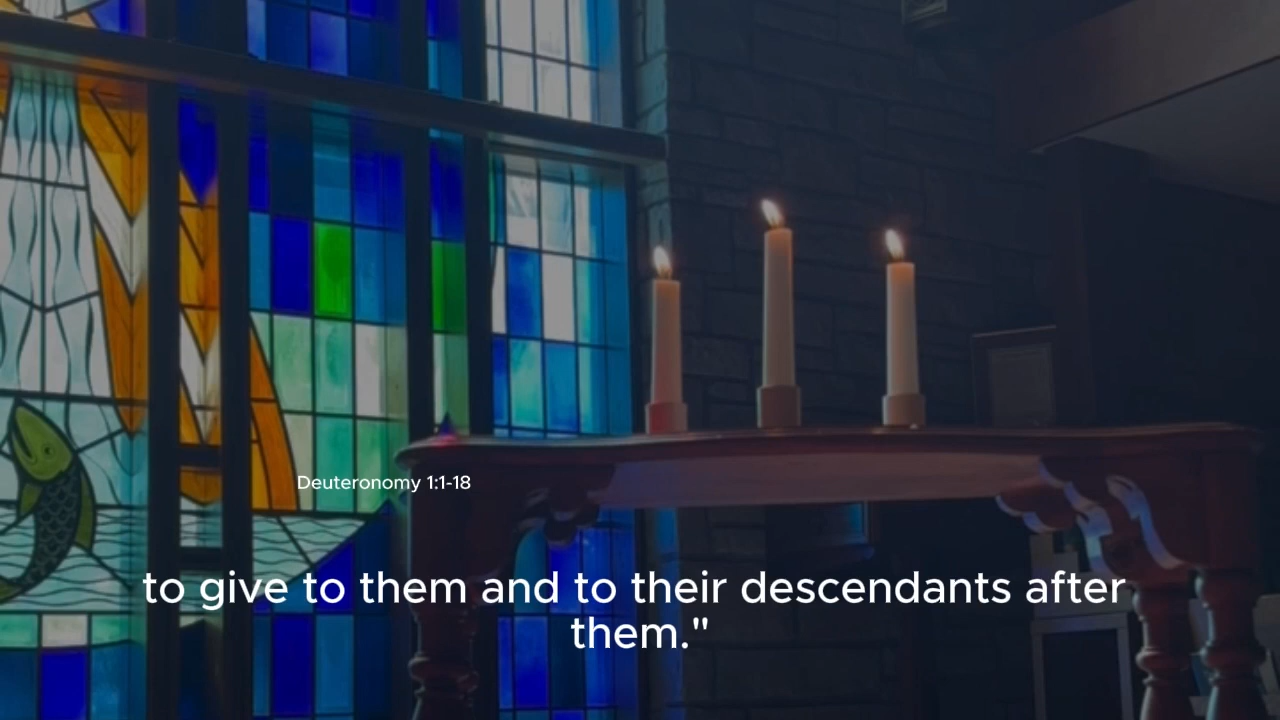 Deuteronomy 1:1-18
to give to them and to their descendants after
them."